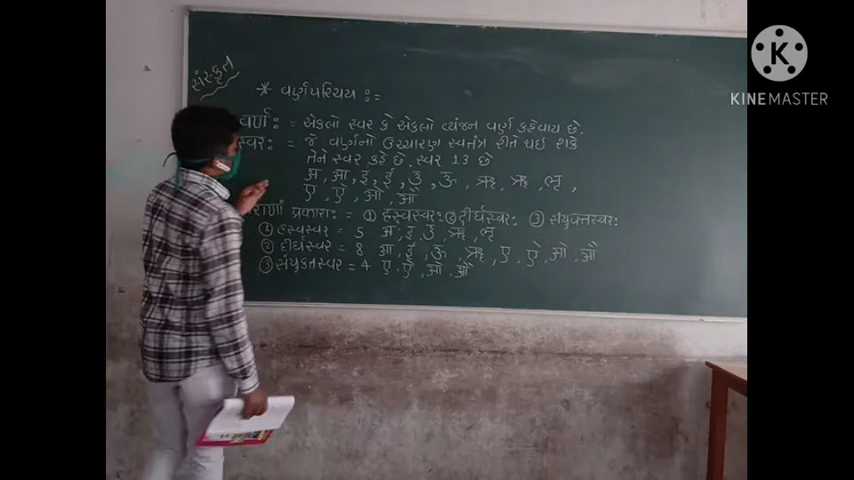 સંસ્કૃત
* વર્ણપરિચય :=
વર્ણ: = એકલો સ્વર કે એકલો વ્યંજન વર્ણ કહેવાય છે.
સ્વર: = જે વર્ણનો ઉચ્ચારણ સ્વતંત્ર રીતે થઇ શકે
તેને સ્વર કહે છે. સ્વર 13 છે
अ, आ, इ, ई, उ, ऊ, ऋ, ॠ, लृ,
ए, ऐ, ओ, औ
પ્રકારા: = ① હ્રસ્વસ્વર: ② દીર્ઘસ્વર: ③ સંયુક્તસ્વર:
① હ્રસ્વસ્વર = 5 अ, इ, उ, ऋ, लृ
② દીર્ઘસ્વર = 8 आ, ई, ऊ, ॠ, ए, ऐ, ओ, औ
③ સંયુક્તસ્વર = 4 ए, ऐ, ओ, औ
K
KINEMASTER